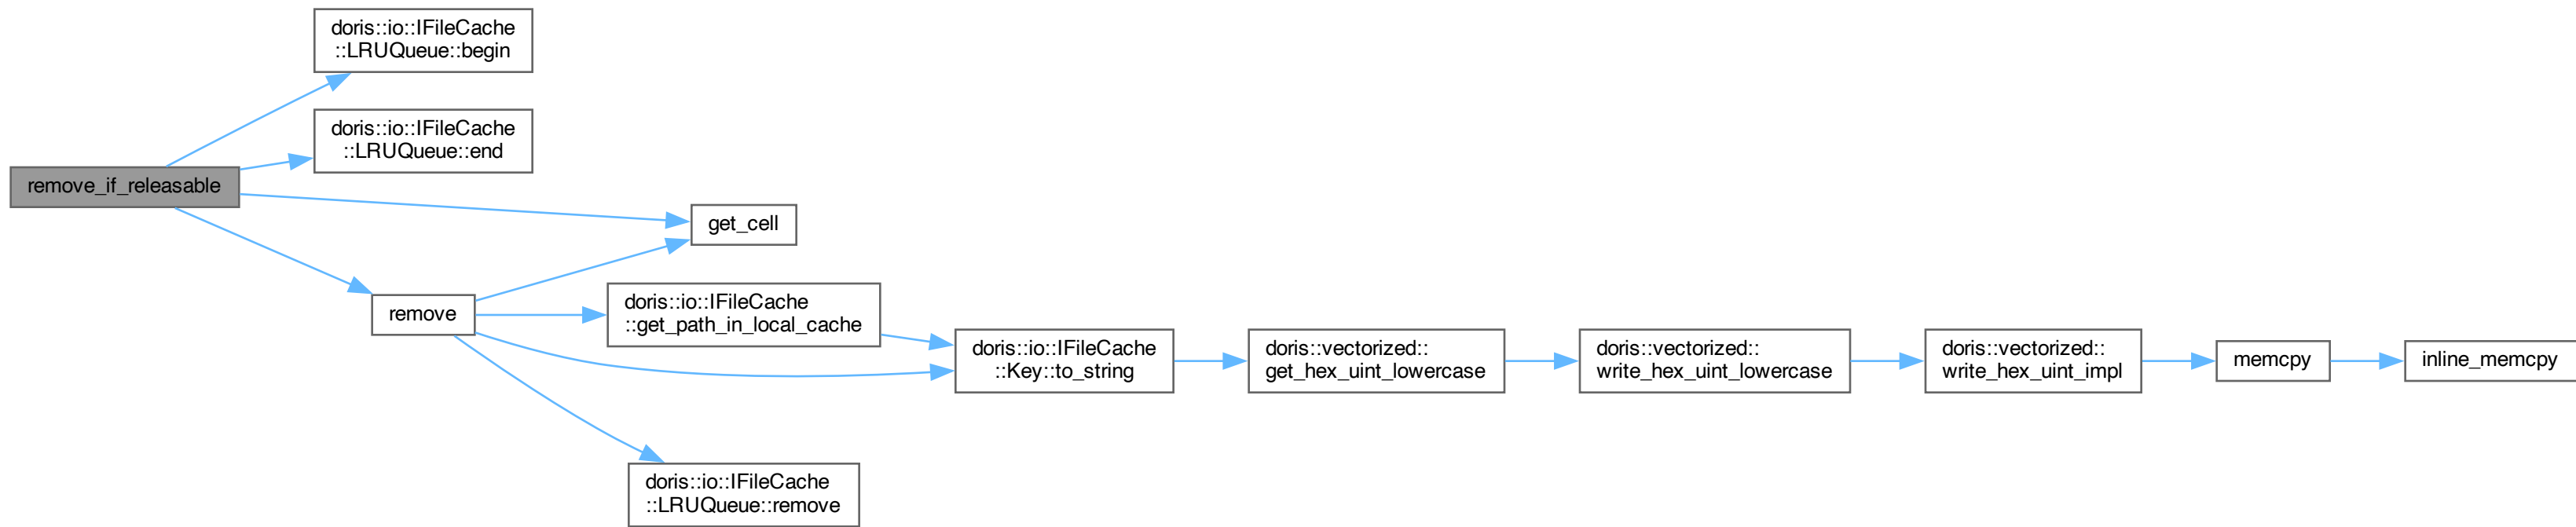 doris::io::IFileCache
::LRUQueue::begin
doris::io::IFileCache
::LRUQueue::end
remove_if_releasable
get_cell
remove
doris::io::IFileCache
::get_path_in_local_cache
doris::io::IFileCache
::Key::to_string
doris::vectorized::
get_hex_uint_lowercase
doris::vectorized::
write_hex_uint_lowercase
doris::vectorized::
write_hex_uint_impl
memcpy
inline_memcpy
doris::io::IFileCache
::LRUQueue::remove